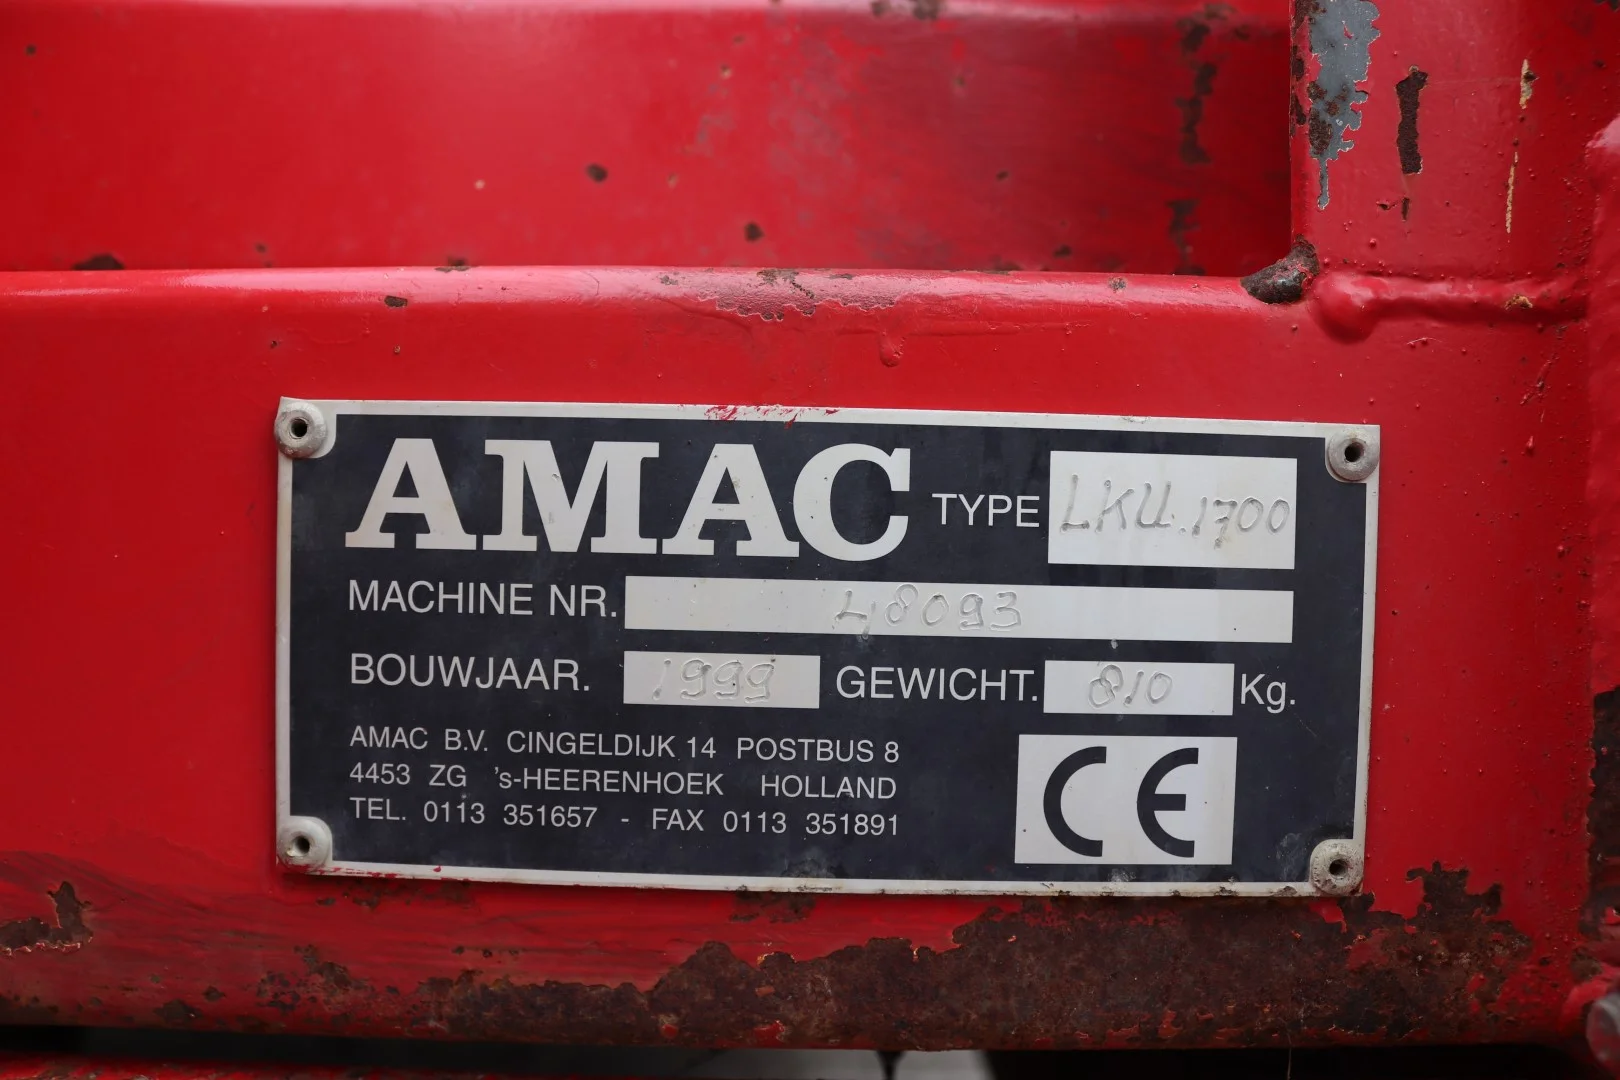 AMAC TYPE LKU.1700
MACHINE NR. 48093
BOUWJAAR. 1999 GEWICHT. 810 Kg.
AMAC B.V. CINGELDIJK 14 POSTBUS 8
4453 ZG 's-HEERENHOEK HOLLAND
TEL. 0113 351657 - FAX 0113 351891
CE